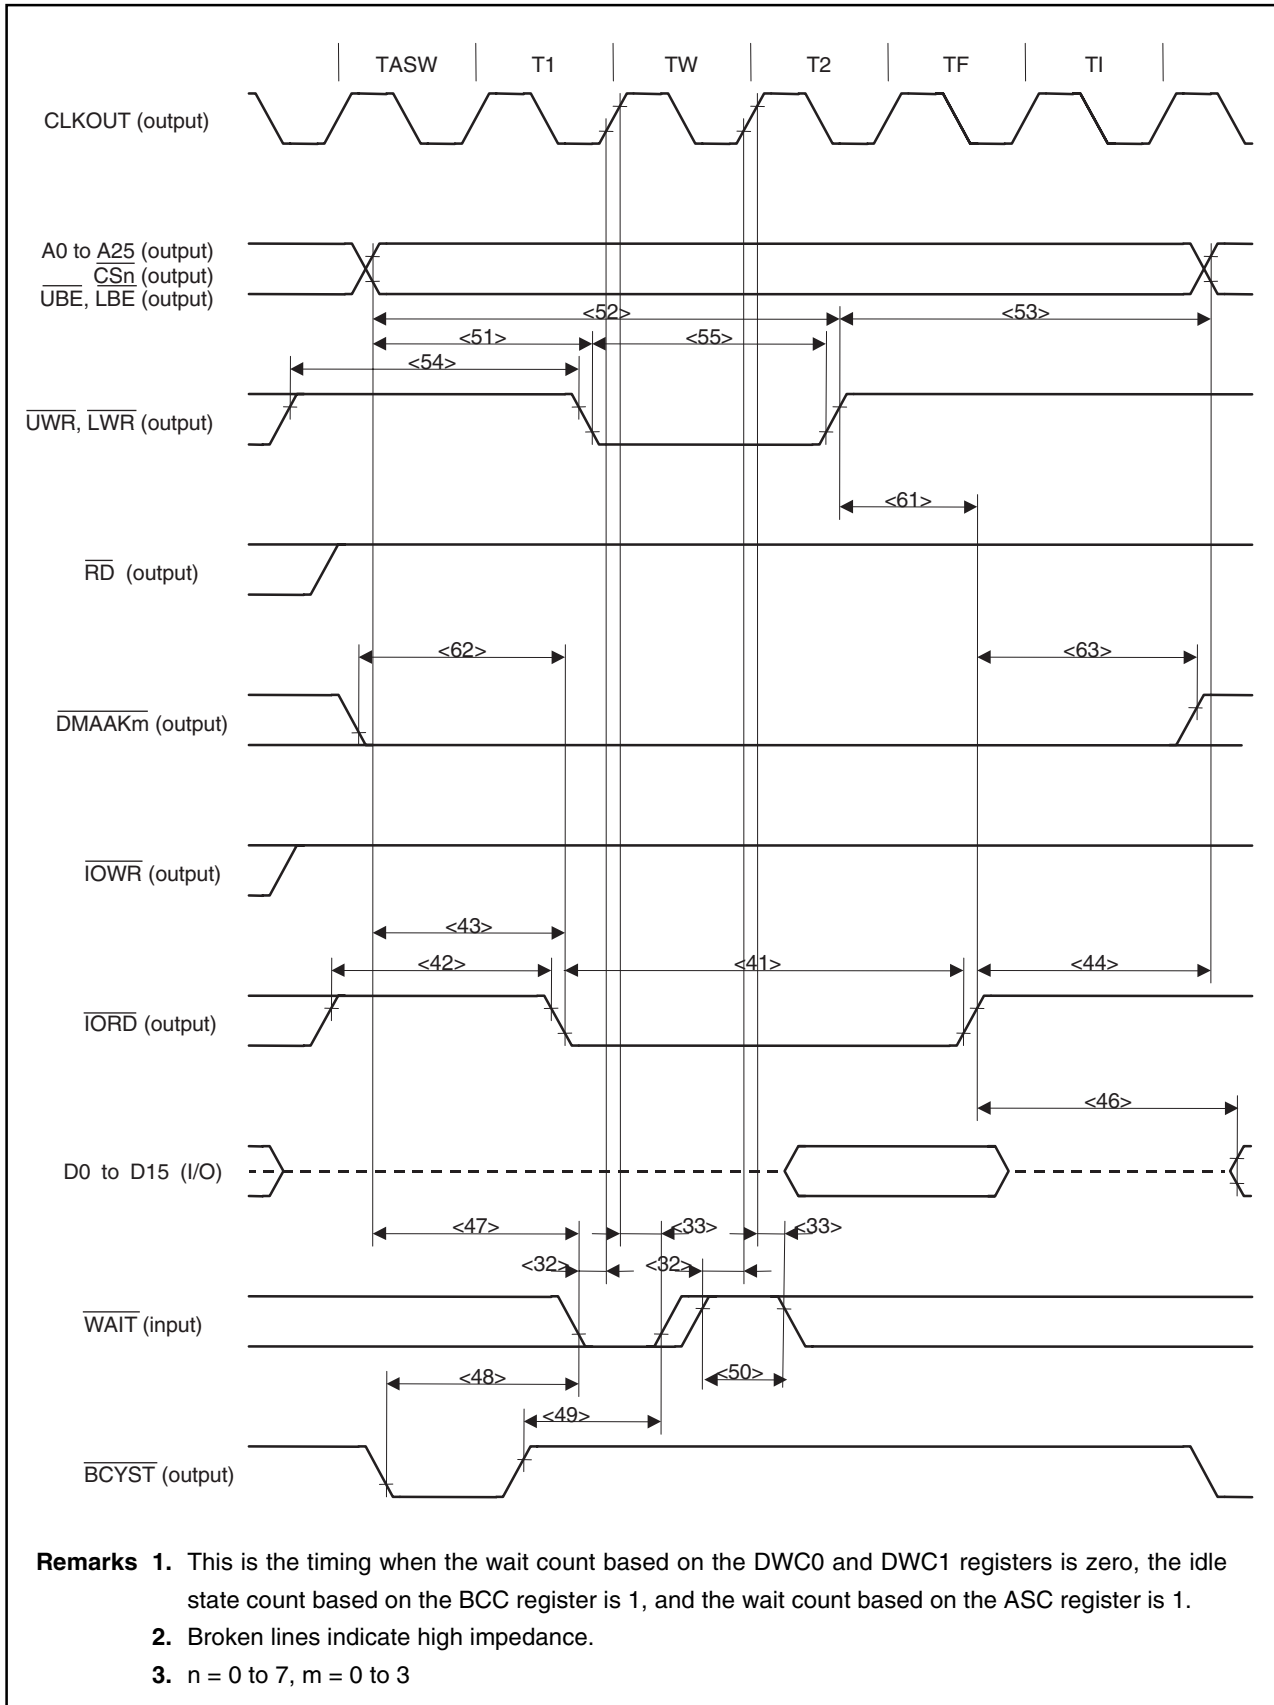 TASW T1 TW T2 TF TI
CLKOUT (output)
A0 to A25 (output)
CSn (output)
UBE, LBE (output)
<52> <53>
<51> <55>
<54>
UWR, LWR (output)
<61>
RD (output)
<62> <63>
DMAAKm (output)
IOWR (output)
<43>
<42> <41> <44>
IORD (output)
<46>
D0 to D15 (I/O)
<47> <33> <33>
<32> <32>
WAIT (input)
<48> <50>
<49>
BCYST (output)
Remarks 1. This is the timing when the wait count based on the DWC0 and DWC1 registers is zero, the idle
state count based on the BCC register is 1, and the wait count based on the ASC register is 1.
2. Broken lines indicate high impedance.
3. n = 0 to 7, m = 0 to 3